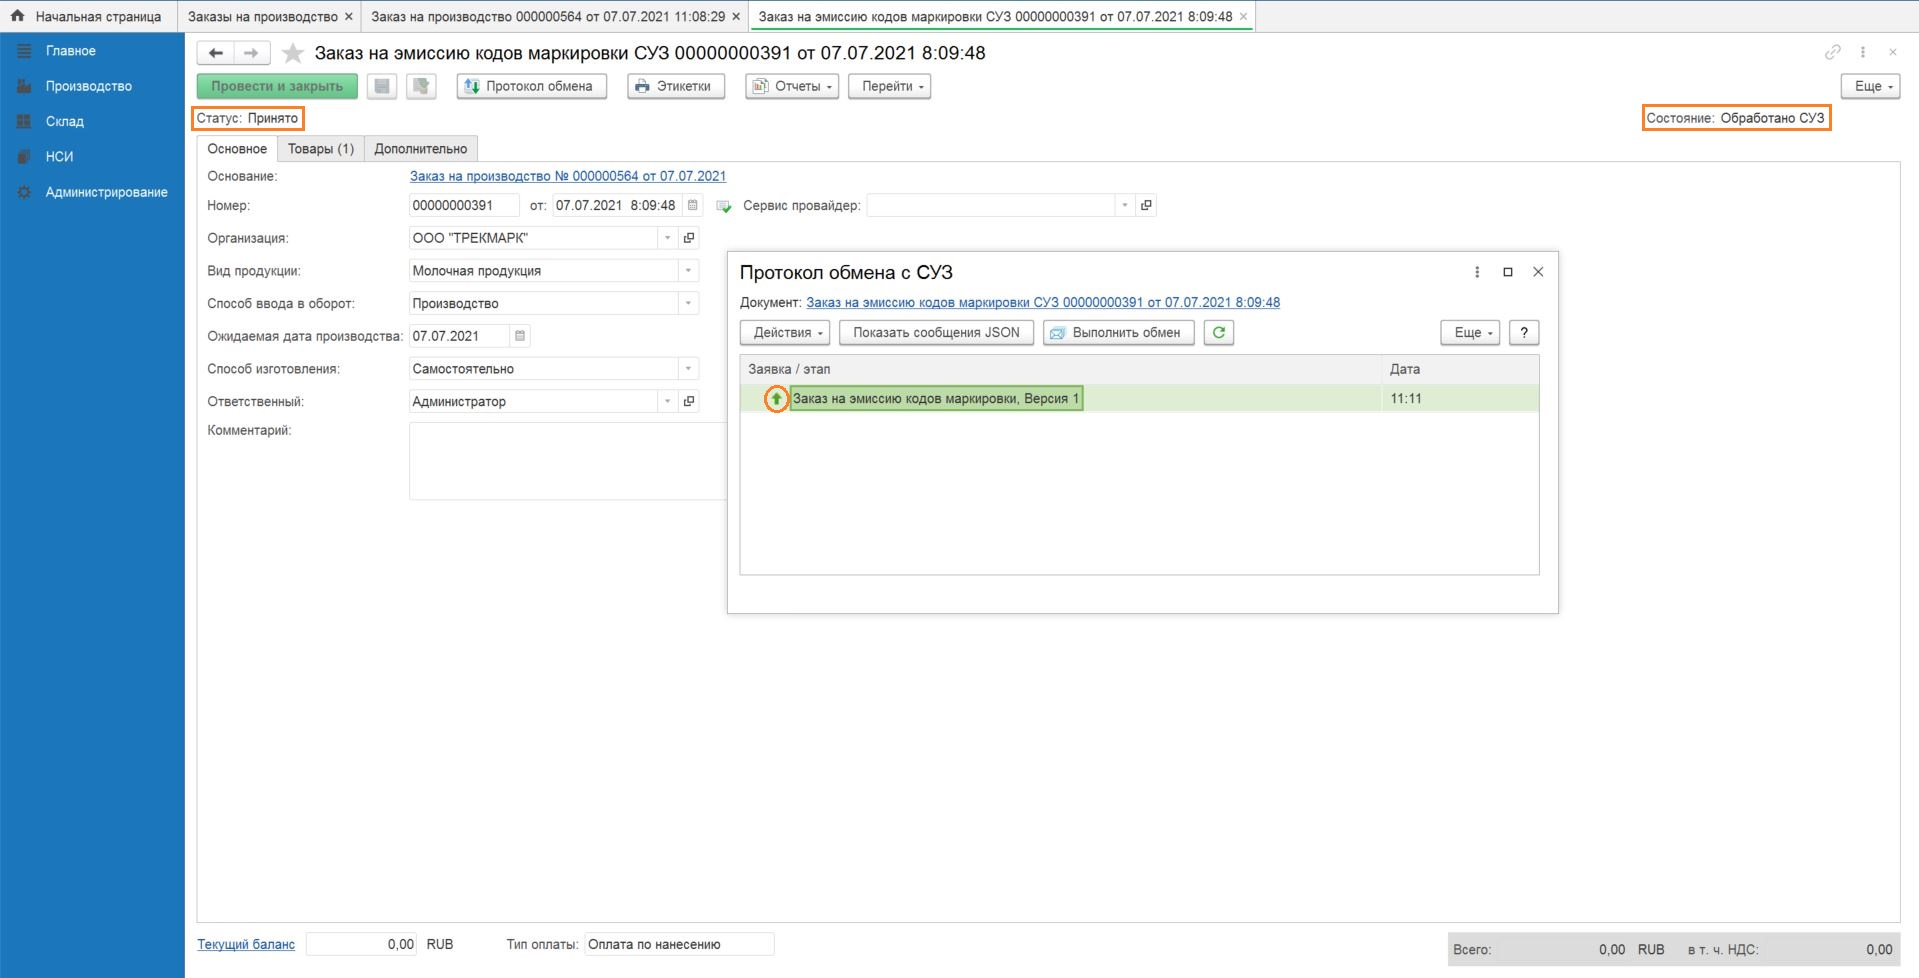 Начальная страница
Заказы на производство ×
Заказ на производство 000000564 от 07.07.2021 11:08:29 ×
Заказ на эмиссию кодов маркировки СУЗ 00000000391 от 07.07.2021 8:09:48 ×
Главное
Производство
Склад
НСИ
Администрирование
Заказ на эмиссию кодов маркировки СУЗ 00000000391 от 07.07.2021 8:09:48
Провести и закрыть
Протокол обмена
Этикетки
Отчеты
Перейти
Еще
Статус: Принято
Состояние: Обработано СУЗ
Основное
Товары (1)
Дополнительно
Основание: Заказ на производство № 000000564 от 07.07.2021
Номер: 00000000391 от: 07.07.2021 8:09:48 Сервис провайдер:
Организация: ООО "ТРЕКМАРК"
Вид продукции: Молочная продукция
Способ ввода в оборот: Производство
Ожидаемая дата производства: 07.07.2021
Способ изготовления: Самостоятельно
Ответственный: Администратор
Комментарий:
Протокол обмена с СУЗ
Документ: Заказ на эмиссию кодов маркировки СУЗ 00000000391 от 07.07.2021 8:09:48
Действия
Показать сообщения JSON
Выполнить обмен
Еще
?
Заявка / этап Дата
Заказ на эмиссию кодов маркировки, Версия 1 11:11
Текущий баланс 0,00 RUB Тип оплаты: Оплата по нанесению
Всего: 0,00 RUB в т. ч. НДС: 0,00